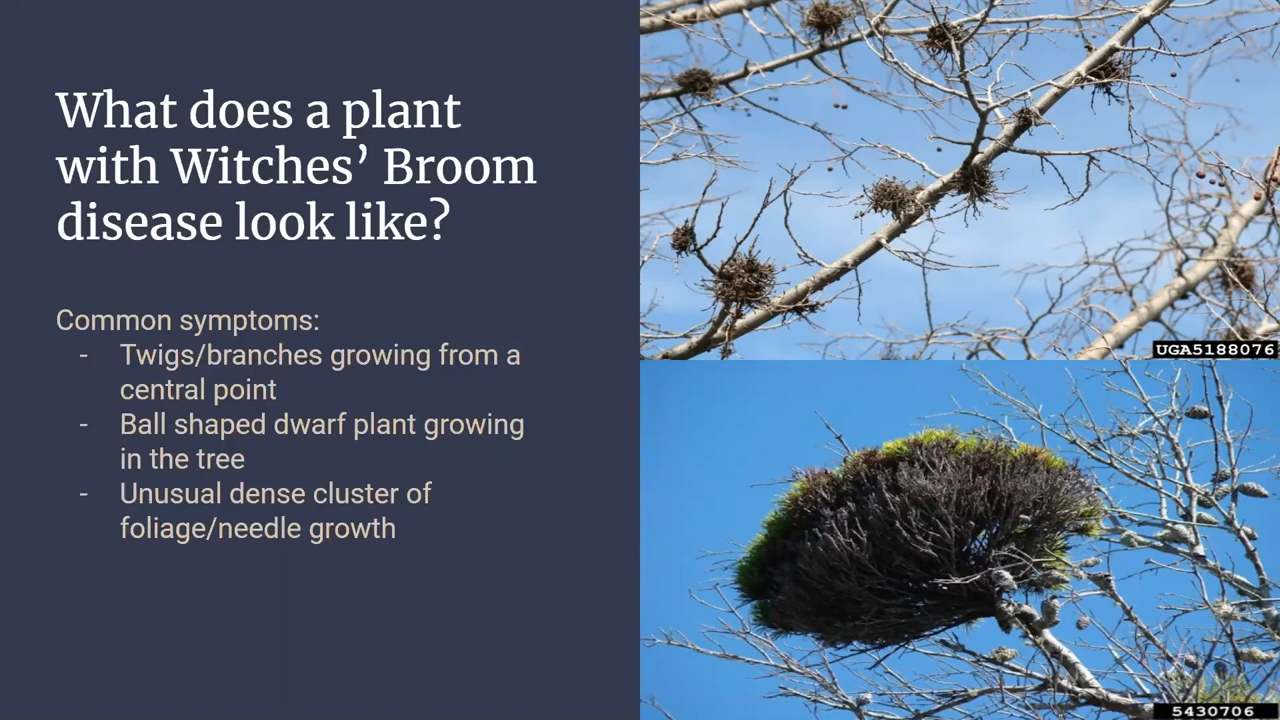 What does a plant
with Witches’ Broom
disease look like?
Common symptoms:
- Twigs/branches growing from a
central point
- Ball shaped dwarf plant growing
in the tree
- Unusual dense cluster of
foliage/needle growth
UGA5188076
5430706